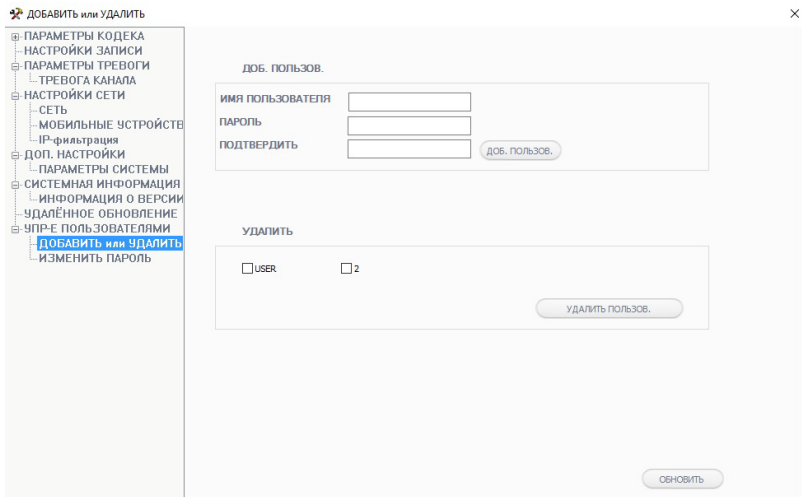 ДОБАВИТЬ или УДАЛИТЬ
ПАРАМЕТРЫ КОДЕКА
НАСТРОЙКИ ЗАПИСИ
ПАРАМЕТРЫ ТРЕВОГИ
ТРЕВОГА КАНАЛА
НАСТРОЙКИ СЕТИ
СЕТЬ
МОБИЛЬНЫЕ УСТРОЙСТВ
IP-фильтрация
ДОП. НАСТРОЙКИ
ПАРАМЕТРЫ СИСТЕМЫ
СИСТЕМНАЯ ИНФОРМАЦИЯ
ИНФОРМАЦИЯ О ВЕРСИИ
УДАЛЁННОЕ ОБНОВЛЕНИЕ
УПР-Е ПОЛЬЗОВАТЕЛЯМИ
ДОБАВИТЬ или УДАЛИТЬ
ИЗМЕНИТЬ ПАРОЛЬ
ДОБ. ПОЛЬЗОВ.
ИМЯ ПОЛЬЗОВАТЕЛЯ
ПАРОЛЬ
ПОДТВЕРДИТЬ
ДОБ. ПОЛЬЗОВ.
УДАЛИТЬ
USER
2
УДАЛИТЬ ПОЛЬЗОВ.
ОБНОВИТЬ